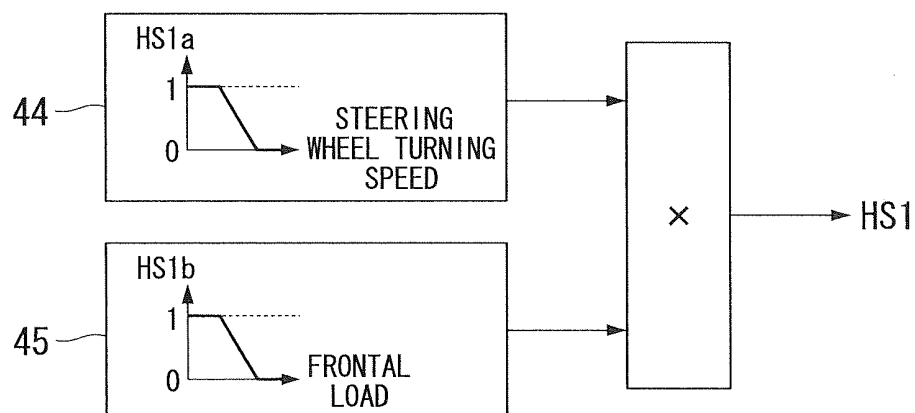 HS1a
1
0
STEERING
WHEEL TURNING
SPEED
44
×
HS1
HS1b
1
0
FRONTAL
LOAD
45